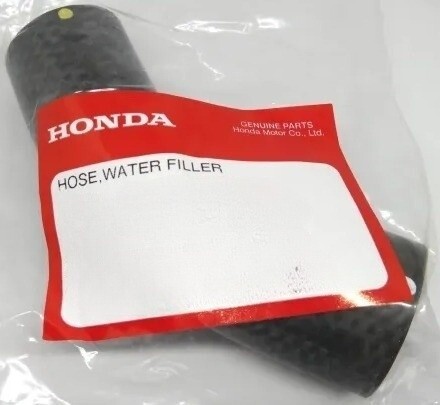 HONDA
GENUINE PARTS
Honda Motor Co., Ltd.
HOSE,WATER FILLER